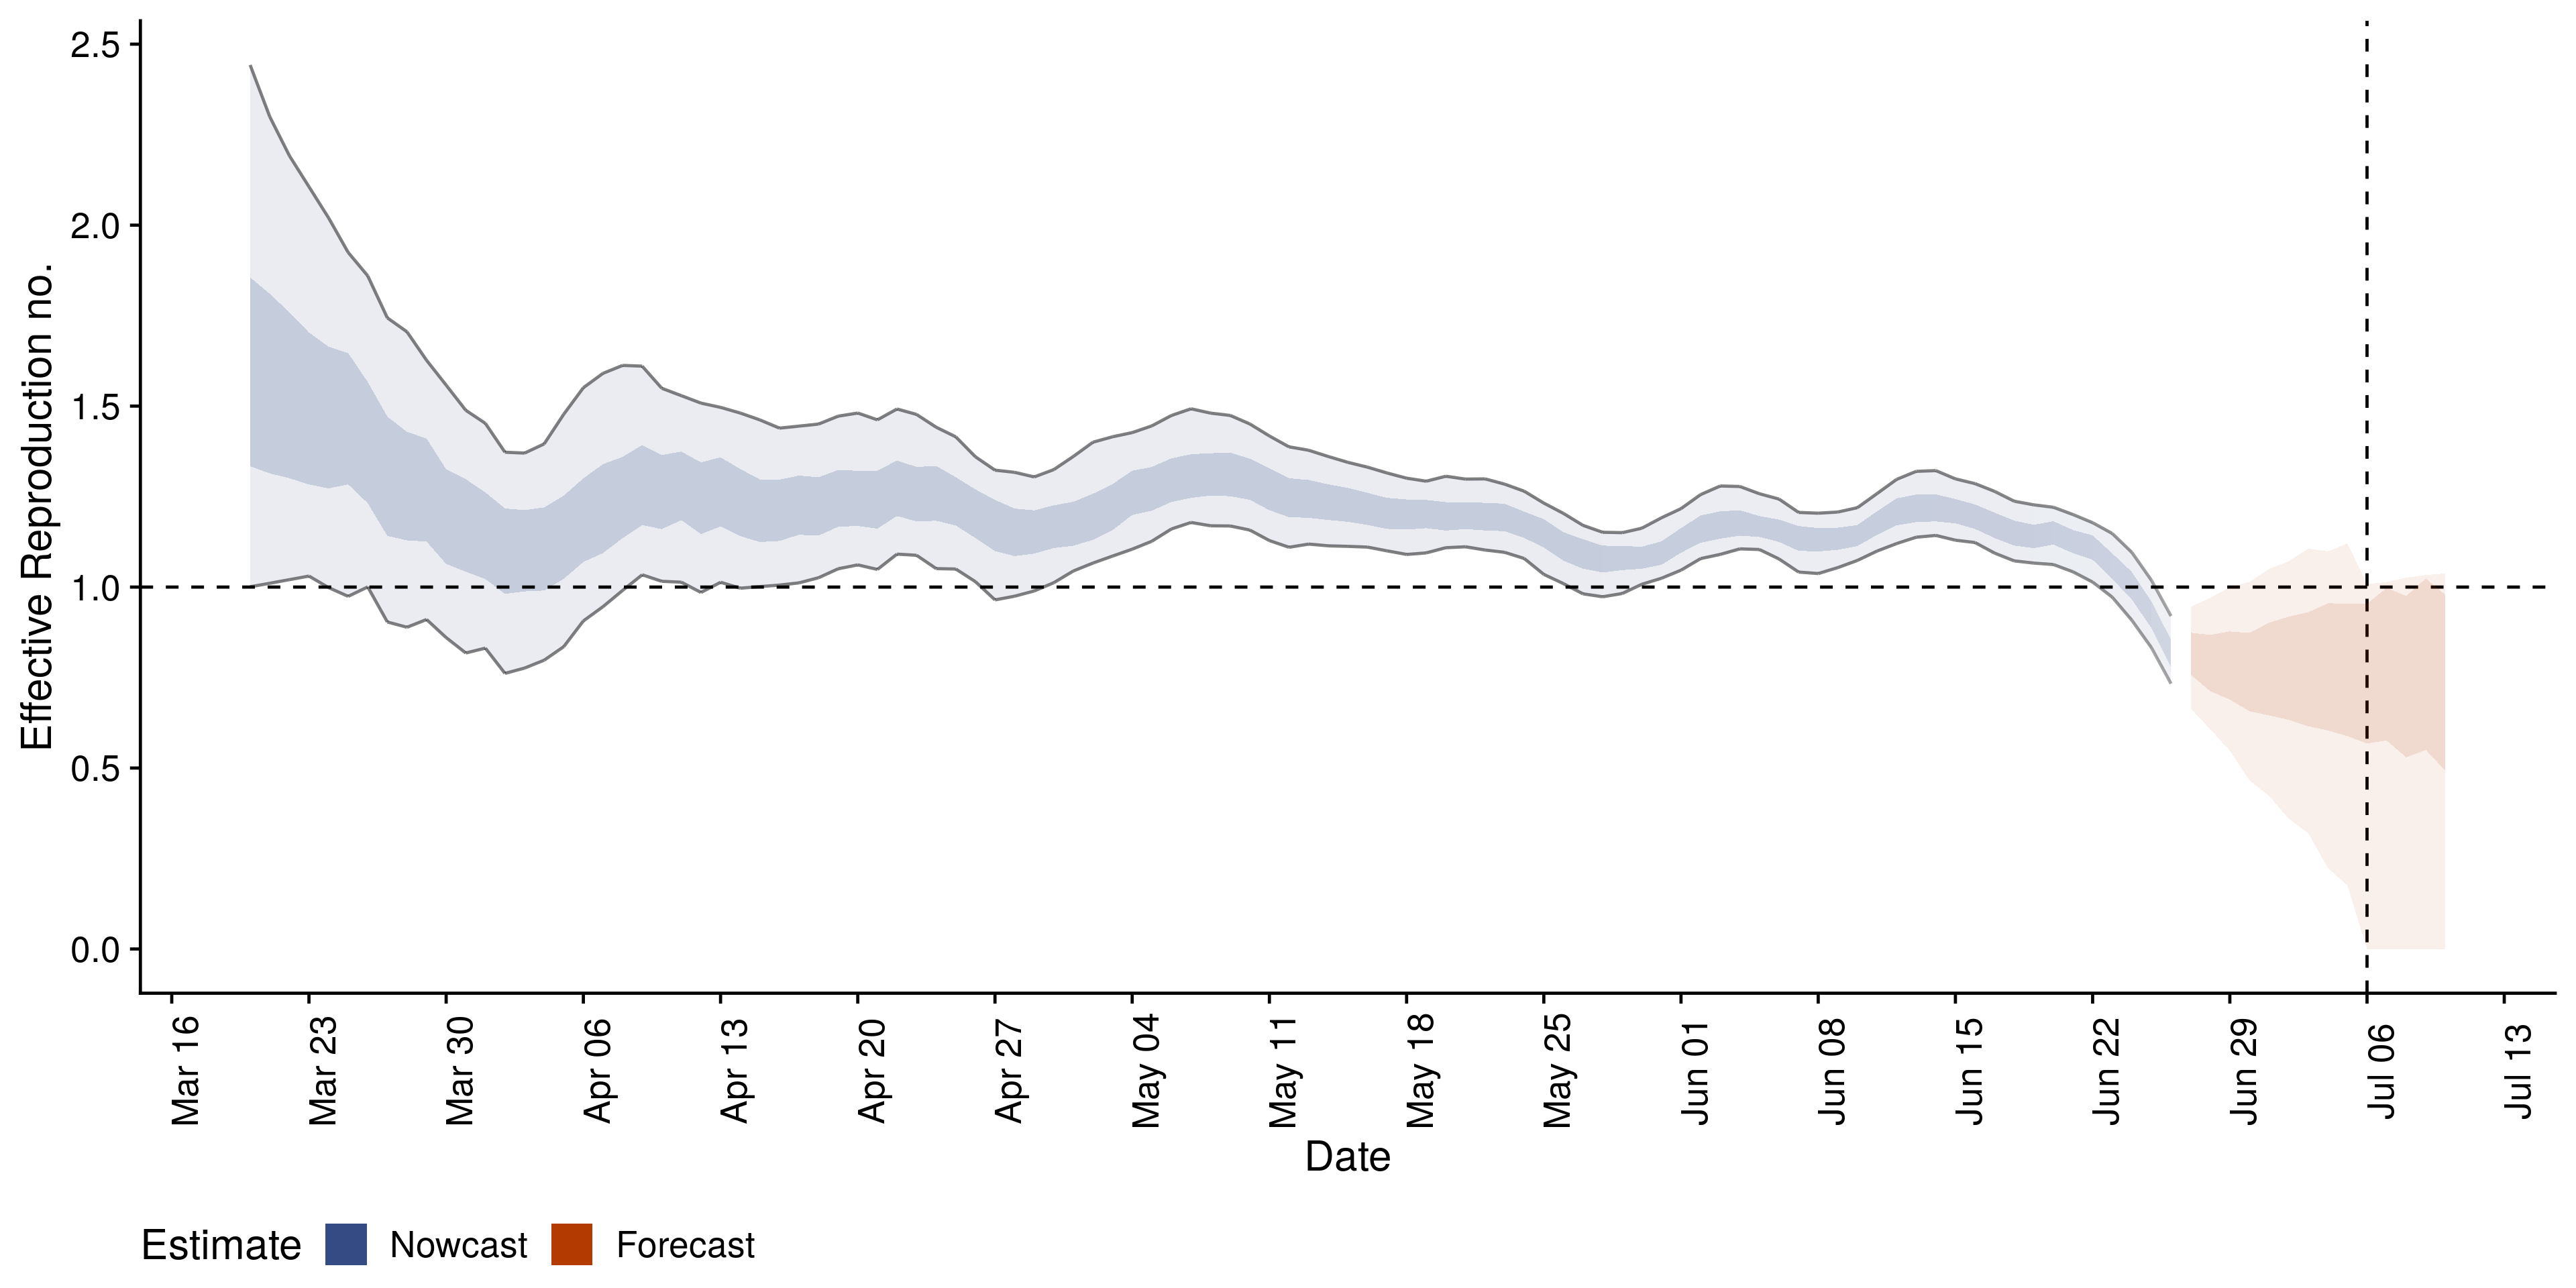 Effective Reproduction no.
2.5
2.0
1.5
1.0
0.5
0.0
Mar 16
Mar 23
Mar 30
Apr 06
Apr 13
Apr 20
Apr 27
May 04
May 11
May 18
May 25
Jun 01
Jun 08
Jun 15
Jun 22
Jun 29
Jul 06
Jul 13
Date
Estimate Nowcast Forecast